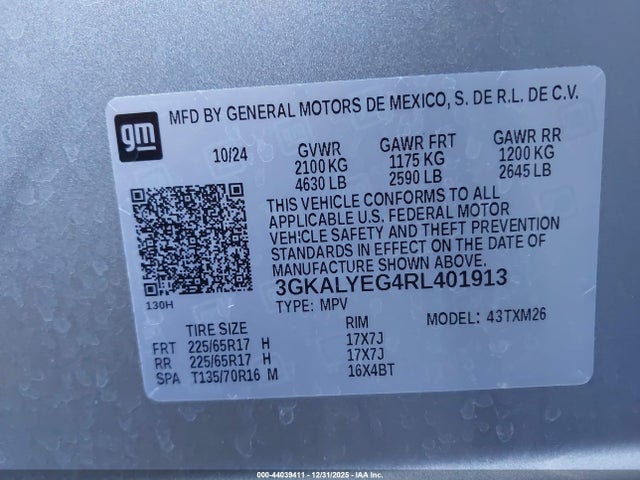 gm
MFD BY GENERAL MOTORS DE MEXICO, S. DE R.L. DE C.V.
10/24
GVWR GAWR FRT GAWR RR
2100 KG 1175 KG 1200 KG
4630 LB 2590 LB 2645 LB
THIS VEHICLE CONFORMS TO ALL
APPLICABLE U.S. FEDERAL MOTOR
VEHICLE SAFETY AND THEFT PREVENTION
STANDARDS IN EFFECT ON THE DATE OF
MANUFACTURE SHOWN ABOVE.
3GKALYEG4RL401913
130H
TYPE: MPV
MODEL: 43TXM26
TIRE SIZE RIM
FRT 225/65R17 H 17X7J
RR 225/65R17 H 17X7J
SPA T135/70R16 M 16X4BT
000-44039411 - 12/31/2025 - IAA Inc.